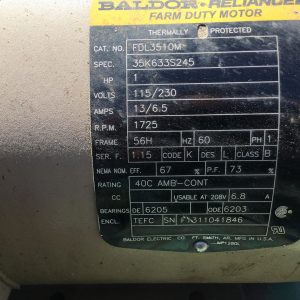 BALDOR · RELIANCE
FARM DUTY MOTOR
THERMALLY PROTECTED
CAT. NO. FDL3510M
SPEC. 35K633S245
HP 1
VOLTS 115/230
AMPS 13/6.5
R.P.M. 1725
FRAME 56H HZ 60 PH 1
SER. F. 1.15 CODE K DES L CLASS B
NEMA NOM. EFF. 67 % P.F. 73 %
RATING 40C AMB-CONT
CC USABLE AT 208V 6.8 A
BEARINGS DE 6205 ODE 6203
ENCL TEFC SN F1311041846
BALDOR ELECTRIC CO. FT. SMITH, AR. MFG. IN U.S.A.